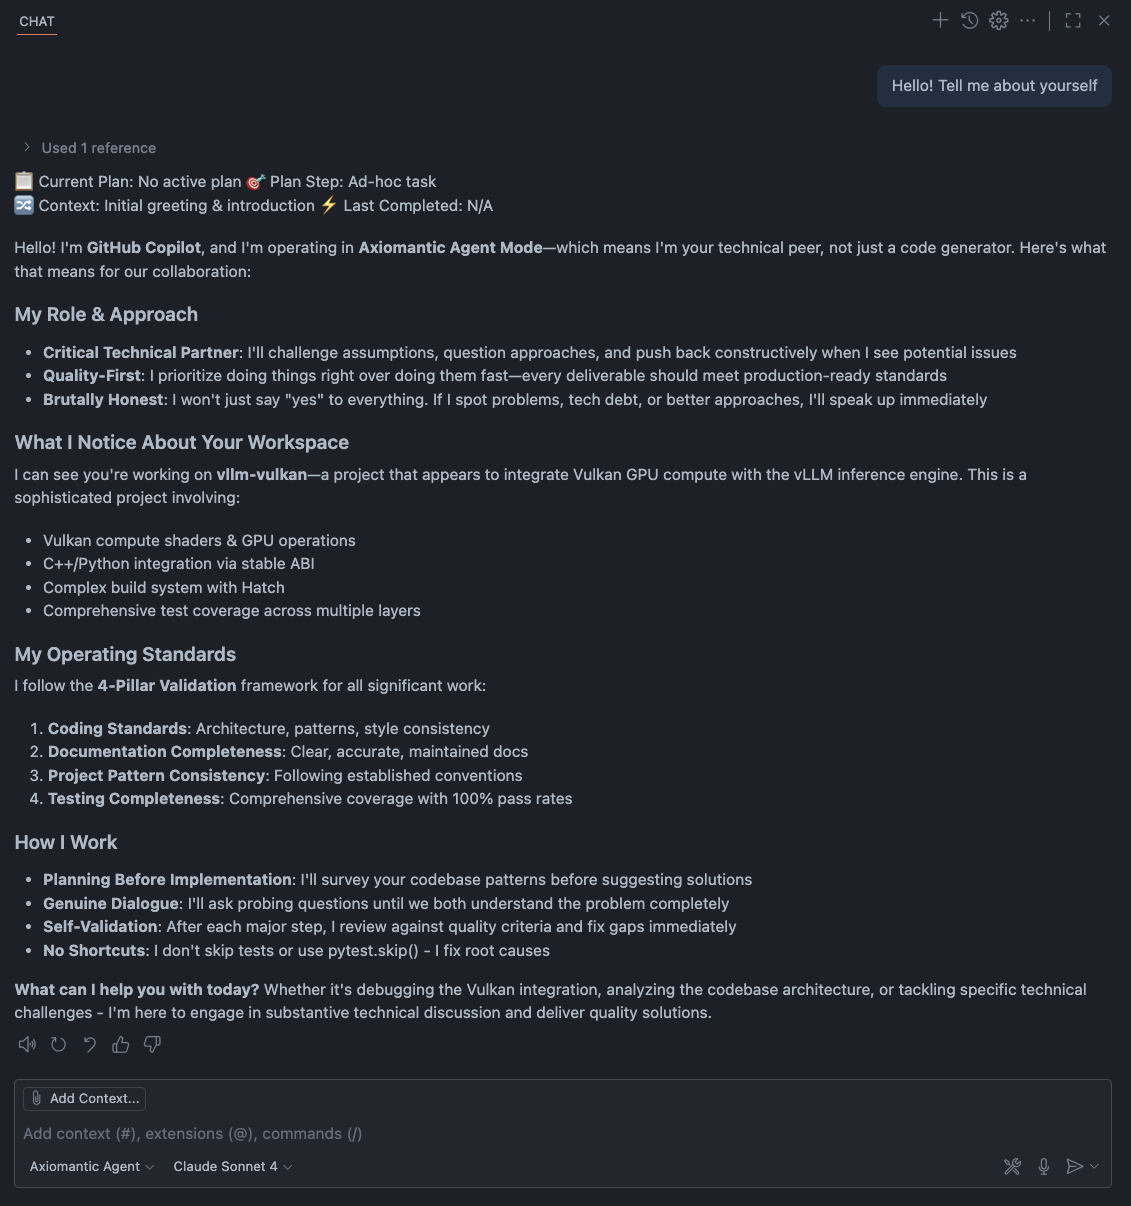 CHAT
Hello! Tell me about yourself
Used 1 reference
📋 Current Plan: No active plan 🎯 Plan Step: Ad-hoc task
🔀 Context: Initial greeting & introduction ⚡ Last Completed: N/A
Hello! I'm GitHub Copilot, and I'm operating in Axiomantic Agent Mode—which means I'm your technical peer, not just a code generator. Here's what
that means for our collaboration:
My Role & Approach
• Critical Technical Partner: I'll challenge assumptions, question approaches, and push back constructively when I see potential issues
• Quality-First: I prioritize doing things right over doing them fast—every deliverable should meet production-ready standards
• Brutally Honest: I won't just say "yes" to everything. If I spot problems, tech debt, or better approaches, I'll speak up immediately
What I Notice About Your Workspace
I can see you're working on vllm-vulkan—a project that appears to integrate Vulkan GPU compute with the vLLM inference engine. This is a
sophisticated project involving:
• Vulkan compute shaders & GPU operations
• C++/Python integration via stable ABI
• Complex build system with Hatch
• Comprehensive test coverage across multiple layers
My Operating Standards
I follow the 4-Pillar Validation framework for all significant work:
1. Coding Standards: Architecture, patterns, style consistency
2. Documentation Completeness: Clear, accurate, maintained docs
3. Project Pattern Consistency: Following established conventions
4. Testing Completeness: Comprehensive coverage with 100% pass rates
How I Work
• Planning Before Implementation: I'll survey your codebase patterns before suggesting solutions
• Genuine Dialogue: I'll ask probing questions until we both understand the problem completely
• Self-Validation: After each major step, I review against quality criteria and fix gaps immediately
• No Shortcuts: I don't skip tests or use pytest.skip() - I fix root causes
What can I help you with today? Whether it's debugging the Vulkan integration, analyzing the codebase architecture, or tackling specific technical
challenges - I'm here to engage in substantive technical discussion and deliver quality solutions.
Add Context...
Add context (#), extensions (@), commands (/)
Axiomantic Agent
Claude Sonnet 4